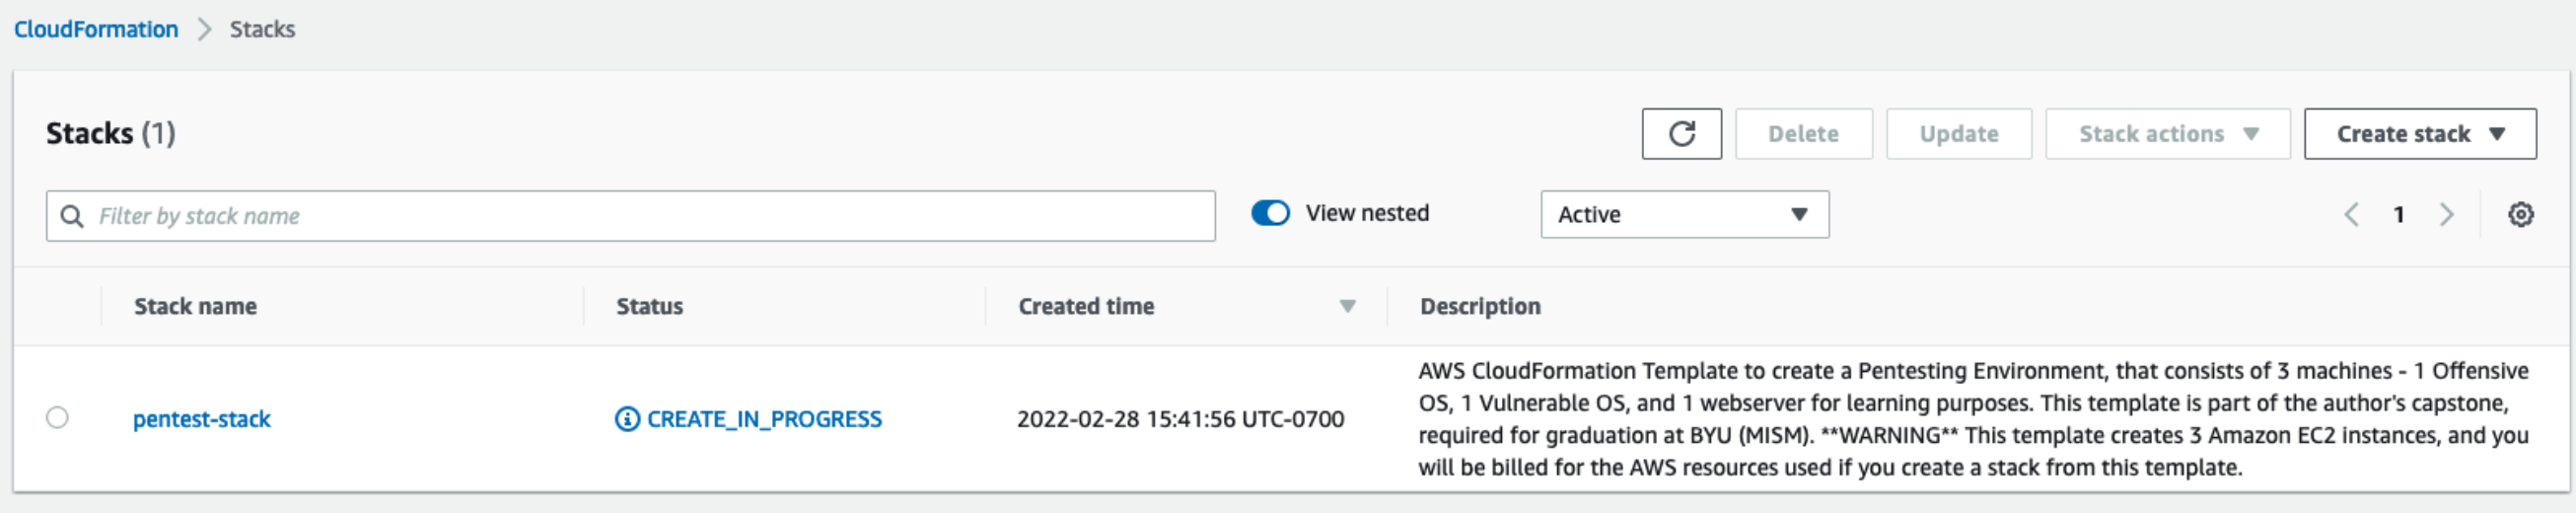 CloudFormation > Stacks
Stacks (1)
Delete Update Stack actions Create stack
Filter by stack name View nested Active 1
Stack name Status Created time Description
pentest-stack CREATE_IN_PROGRESS 2022-02-28 15:41:56 UTC-0700
AWS CloudFormation Template to create a Pentesting Environment, that consists of 3 machines - 1 Offensive
OS, 1 Vulnerable OS, and 1 webserver for learning purposes. This template is part of the author's capstone,
required for graduation at BYU (MISM). **WARNING** This template creates 3 Amazon EC2 instances, and you
will be billed for the AWS resources used if you create a stack from this template.